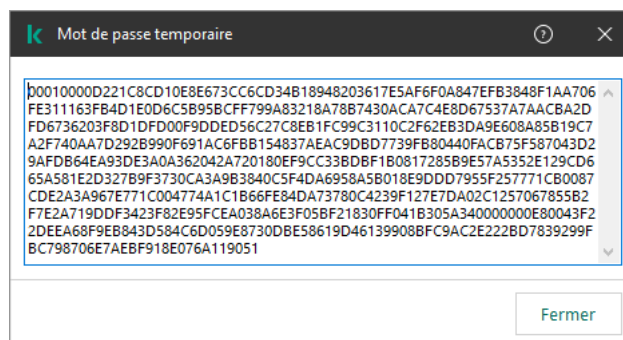 Mot de passe temporaire
00010000D221C8CD10E8E673CC6CD34B18948203617E5AF6F0A847EFB3848F1AA706
FE311163FB4D1E0D6C5B95BCFF799A83218A78B7430ACA7C4E8D67537A7AACBA2D
FD6736203F8D1DFD00F9DDED56C27C8EB1FC99C3110C2F62EB3DA9E608A85B19C7
A2F740AA7D292B990F691AC6FBB154837AEAC9DBD7739FB80440FACB75F587043D2
9AFDB64EA93DE3A0A362042A720180EF9CC33BDBF1B0817285B9E57A5352E129CD6
65A581E2D327B9F3730CA3A9B3840C5F4DA6958A5B018E9DDD7955F257771CB0087
CDE2A3A967E771C004774A1C1B66FE84DA73780C4239F127E7DA02C1257067855B2
F7E2A719DDF3423F82E95FCEA038A6E3F05BF21830FF041B305A340000000E80043F2
2DEEA68F9EB843D584C6D059E8730DBE58619D46139908BFC9AC2E222BD7839299F
BC798706E7AEBF918E076A119051
Fermer